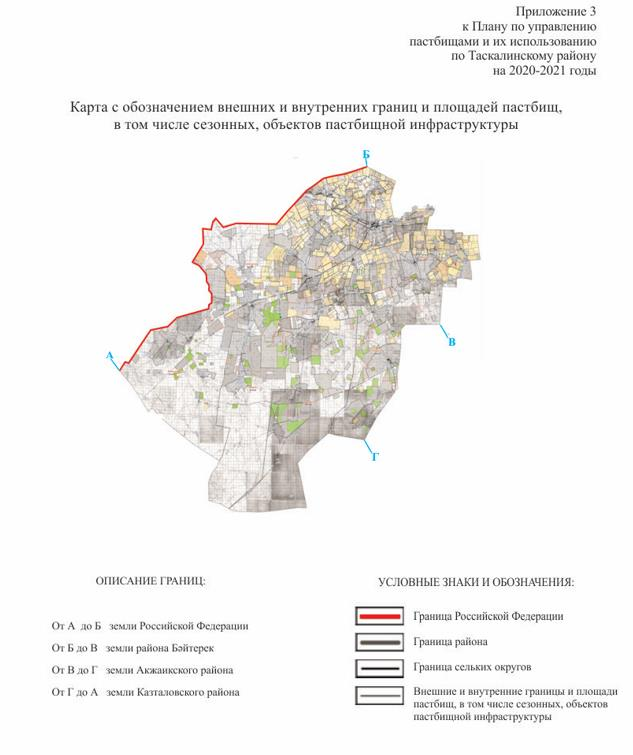 Приложение 3
к Плану по управлению
пастбищами и их использованию
по Таскалинскому району
на 2020-2021 годы
Карта с обозначением внешних и внутренних границ и площадей пастбищ,
в том числе сезонных, объектов пастбищной инфраструктуры
Б
А
В
Г
ОПИСАНИЕ ГРАНИЦ:
От А до Б земли Российской Федерации
От Б до В земли района Бәйтерек
От В до Г земли Акжаикского района
От Г до А земли Казталовского района
УСЛОВНЫЕ ЗНАКИ И ОБОЗНАЧЕНИЯ:
Граница Российской Федерации
Граница района
Граница сельких округов
Внешние и внутренние границы и площади
пастбищ, в том числе сезонных, объектов
пастбищной инфраструктуры